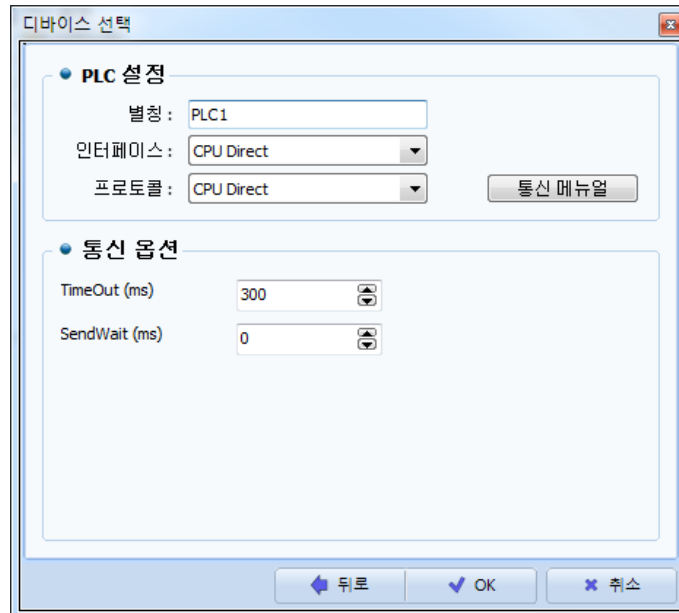 디바이스 선택
PLC 설정
별칭 : PLC1
인터페이스 : CPU Direct
프로토콜 : CPU Direct 통신 메뉴얼
통신 옵션
TimeOut (ms) 300
SendWait (ms) 0
뒤로 OK 취소